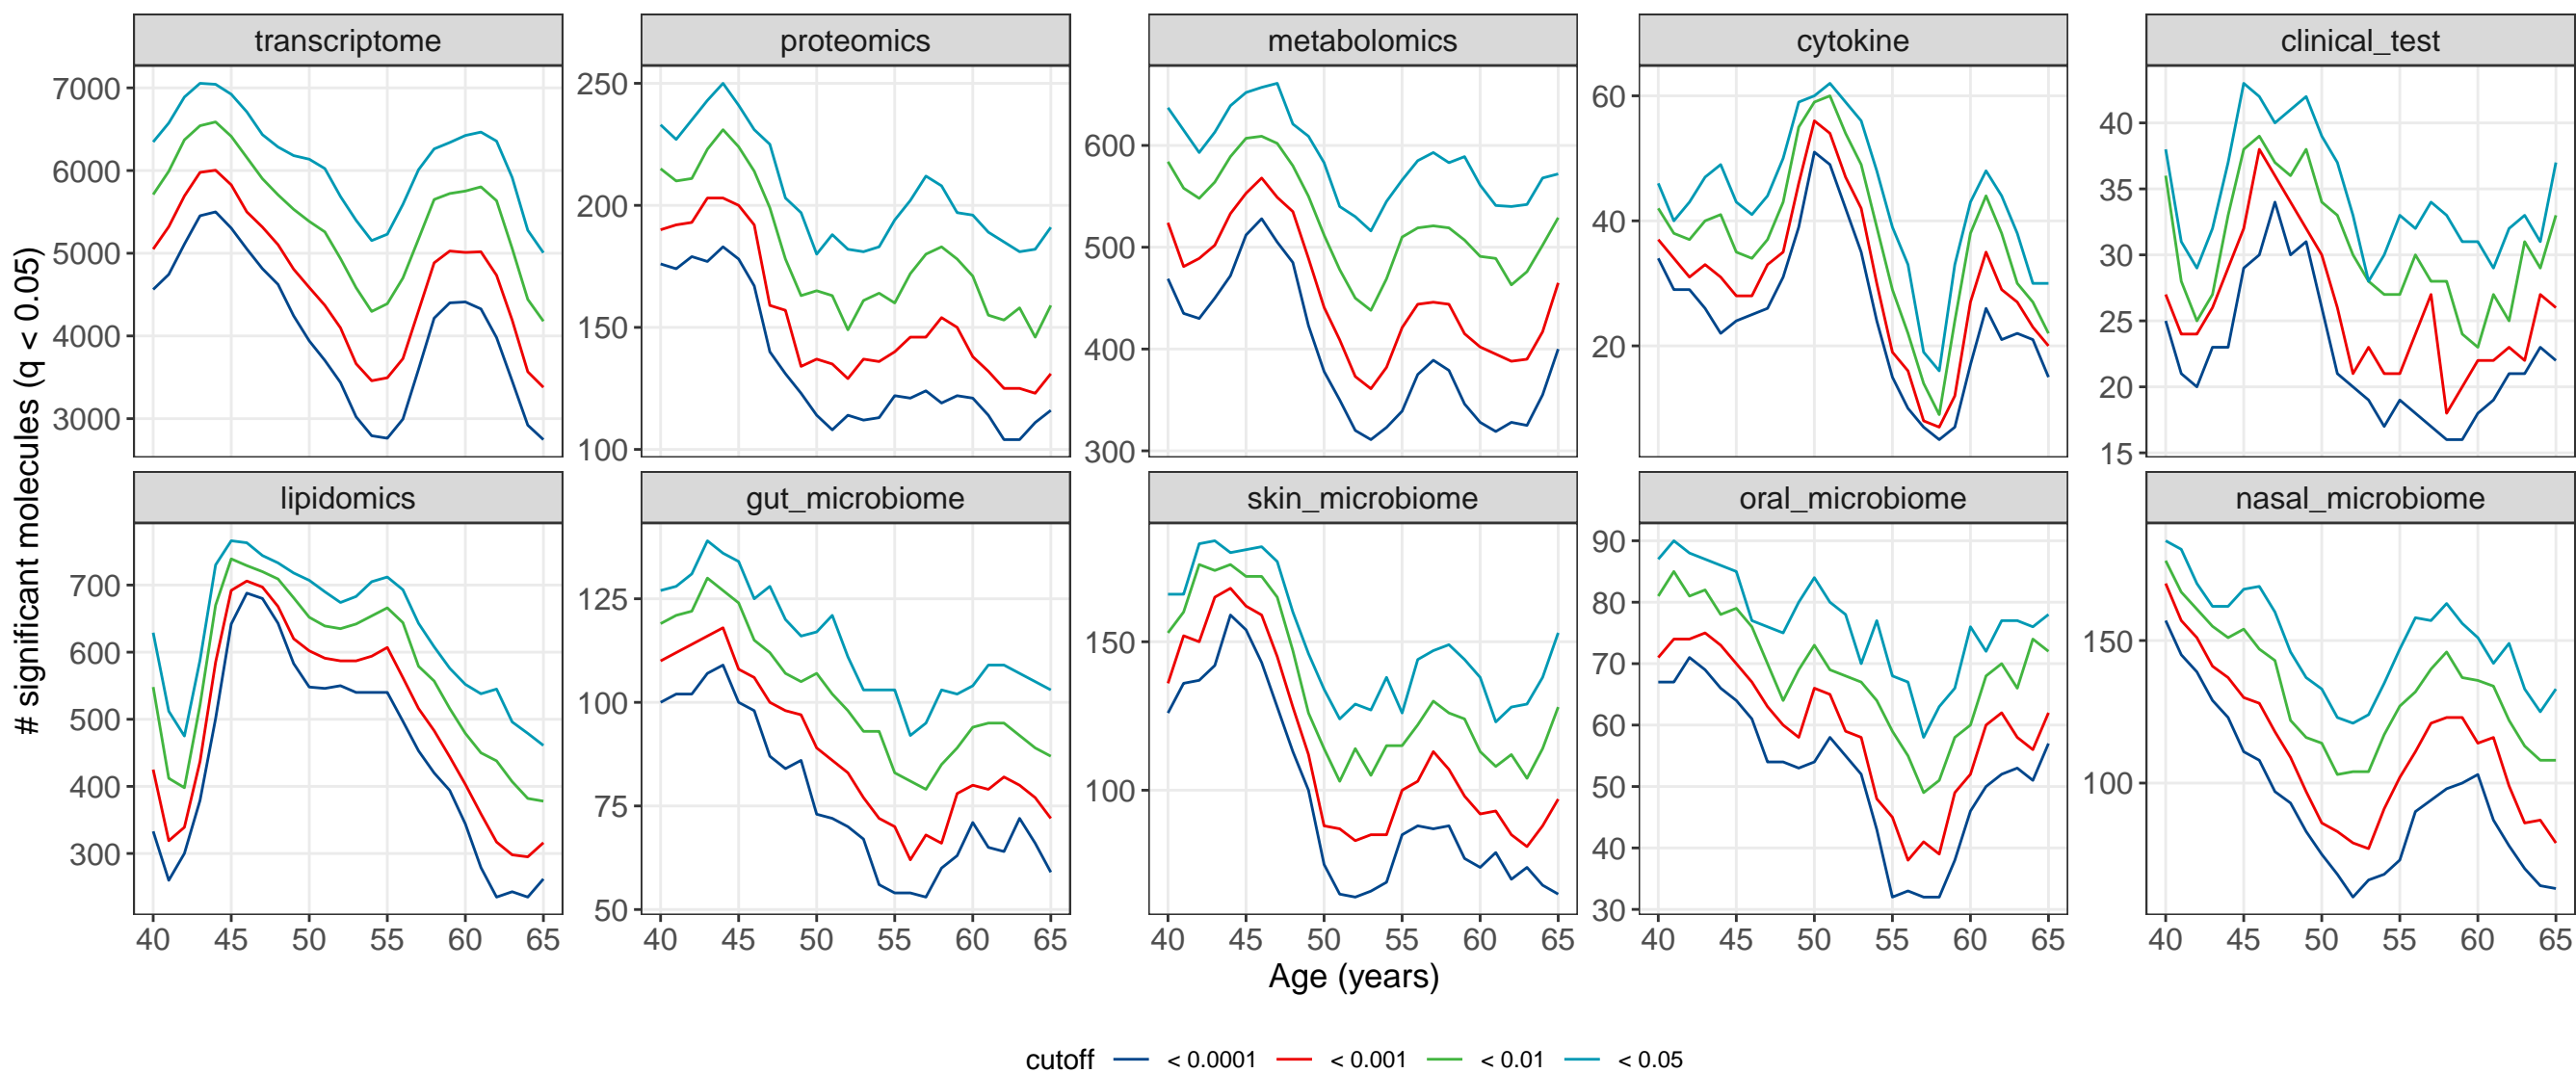 transcriptome
proteomics
metabolomics
cytokine
clinical_test
7000
6000
5000
4000
3000
250
200
150
100
600
500
400
300
60
40
20
40
35
30
25
20
15
# significant molecules (q < 0.05)
lipidomics
gut_microbiome
skin_microbiome
oral_microbiome
nasal_microbiome
700
600
500
400
300
125
100
75
50
150
100
90
80
70
60
50
40
30
150
100
40 45 50 55 60 65
40 45 50 55 60 65
40 45 50 55 60 65
40 45 50 55 60 65
40 45 50 55 60 65
Age (years)
cutoff < 0.0001 < 0.001 < 0.01 < 0.05